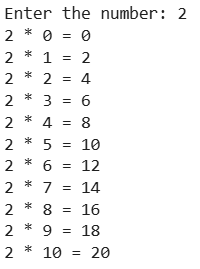 Enter the number: 2
2 * 0 = 0
2 * 1 = 2
2 * 2 = 4
2 * 3 = 6
2 * 4 = 8
2 * 5 = 10
2 * 6 = 12
2 * 7 = 14
2 * 8 = 16
2 * 9 = 18
2 * 10 = 20